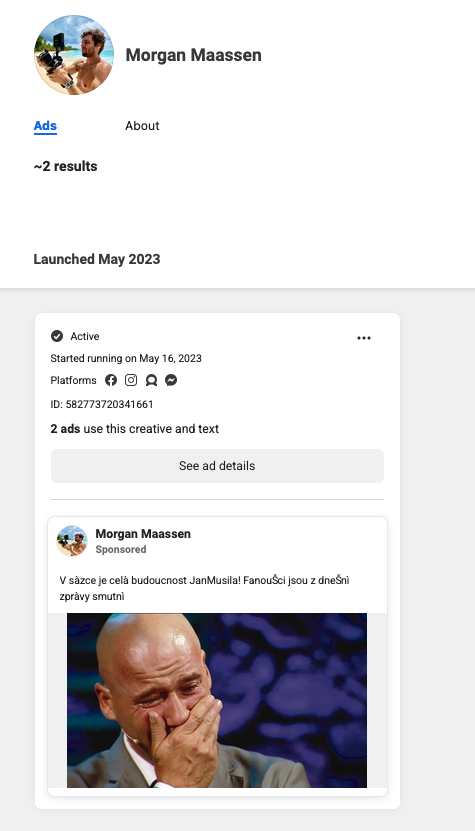 Morgan Maassen
Ads About
~2 results
Launched May 2023
Active
Started running on May 16, 2023
Platforms
ID: 582773720341661
2 ads use this creative and text
See ad details
Morgan Maassen
Sponsored
V sàzce je celà budoucnost JanMusila! FanouŠci jsou z dneŠnì
zpràvy smutnì